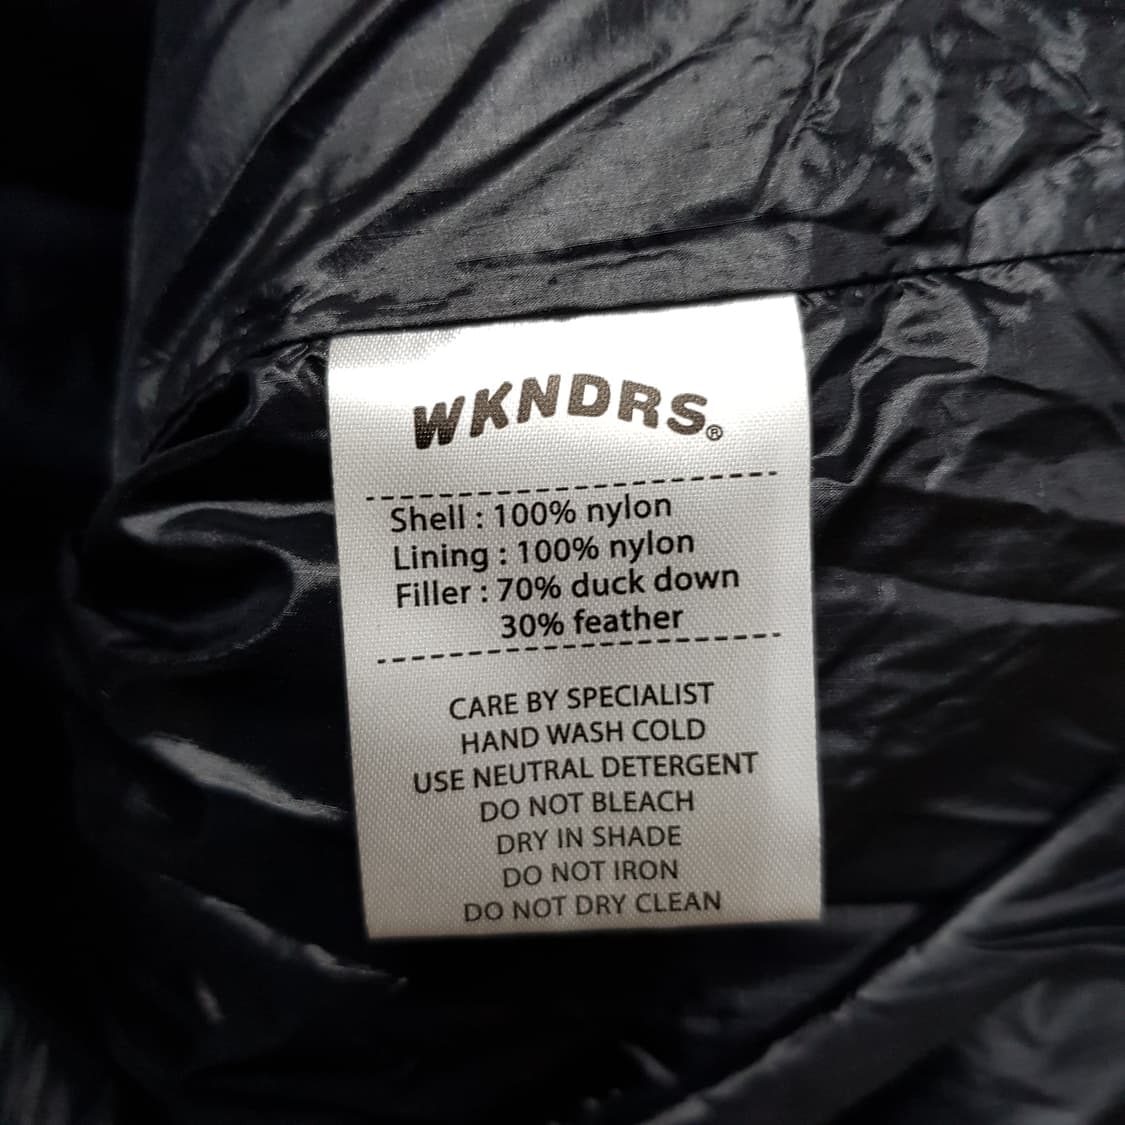 WKNDRS®
Shell : 100% nylon
Lining : 100% nylon
Filler : 70% duck down
30% feather
CARE BY SPECIALIST
HAND WASH COLD
USE NEUTRAL DETERGENT
DO NOT BLEACH
DRY IN SHADE
DO NOT IRON
DO NOT DRY CLEAN